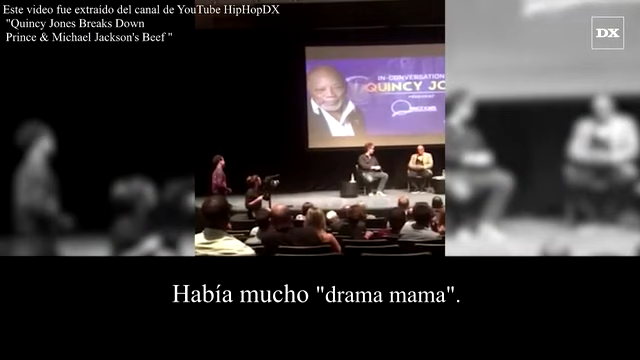 Este video fue extraído del canal de YouTube HipHopDX
"Quincy Jones Breaks Down
Prince & Michael Jackson's Beef "
DX
IN-CONVERSATION
QUINCY JO
Había mucho "drama mama".